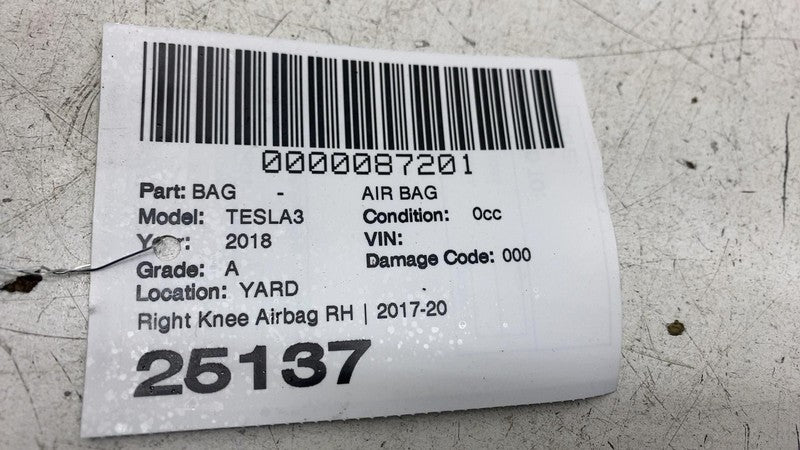 0000087201
Part: BAG - AIR BAG
Model: TESLA3 Condition: 0cc
Year: 2018 VIN:
Grade: A Damage Code: 000
Location: YARD -
Right Knee Airbag RH | 2017-20
25137